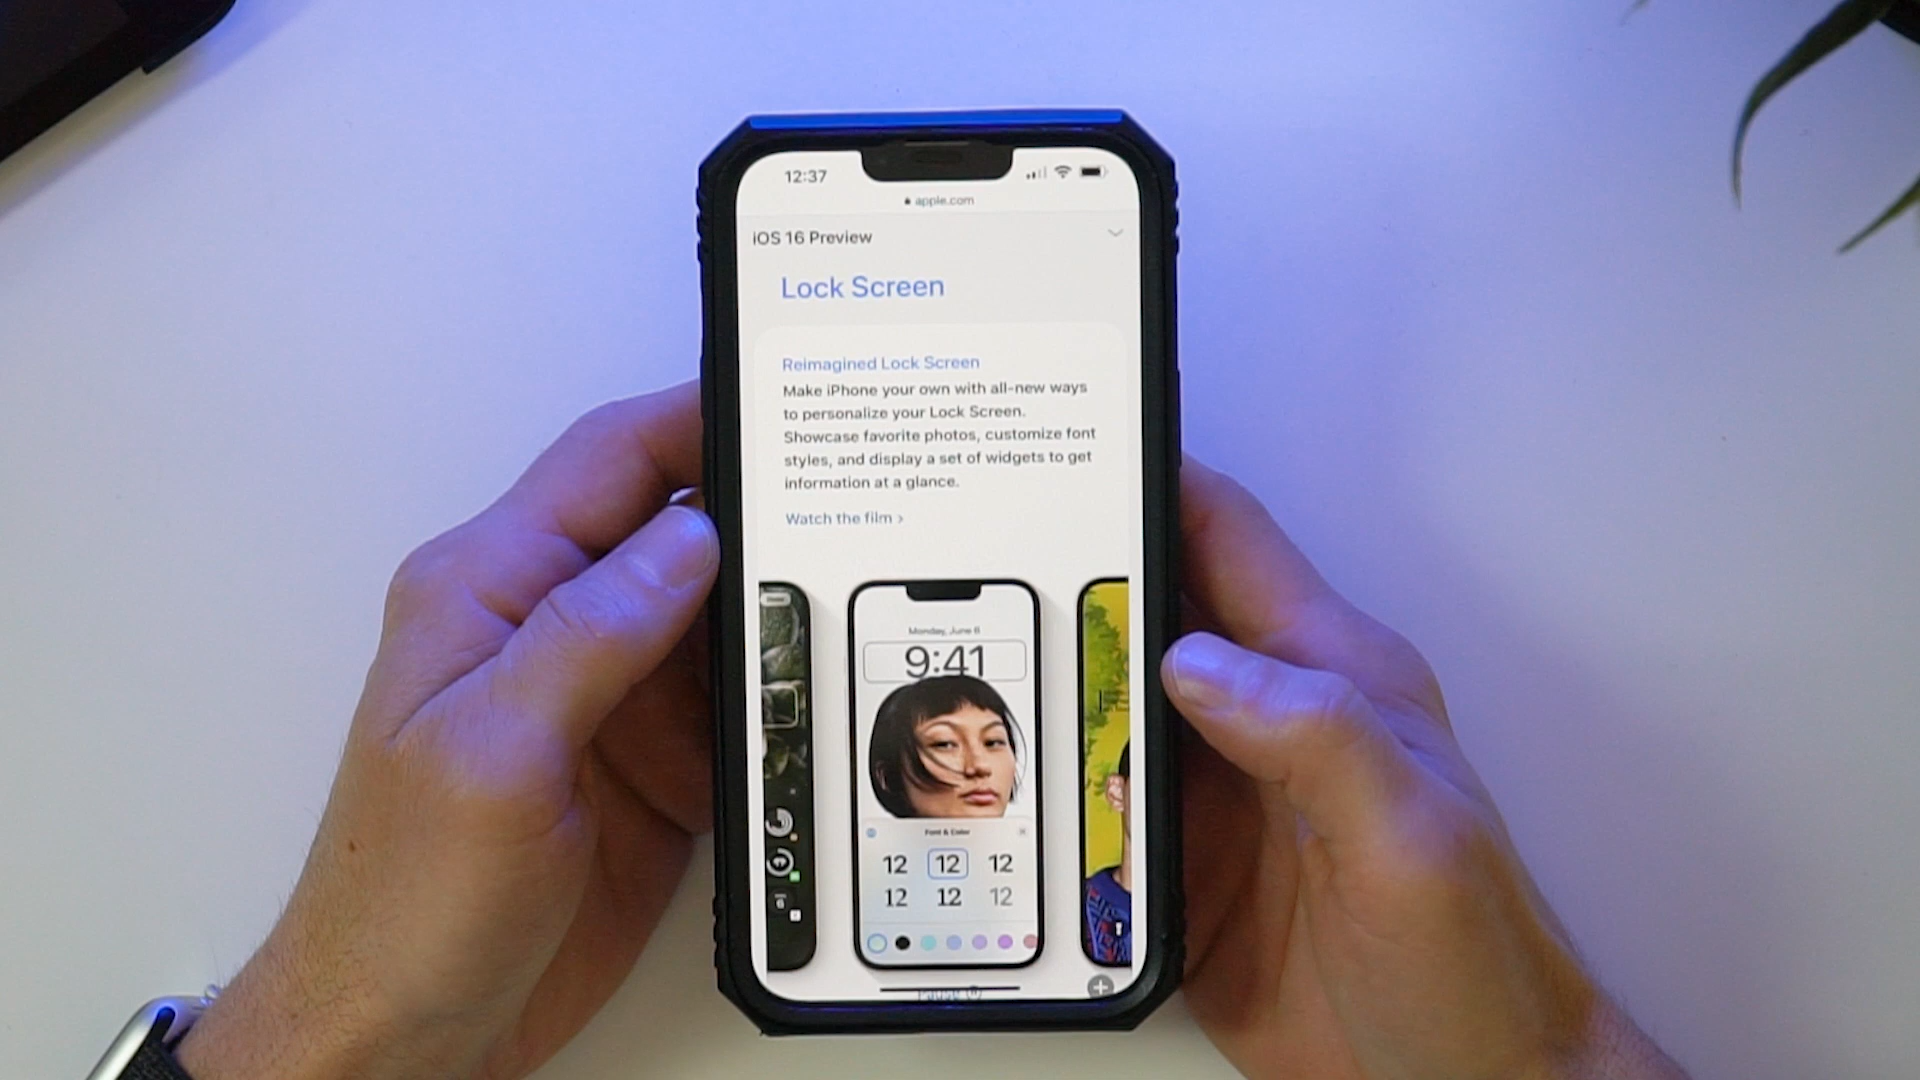 12:37
apple.com
iOS 16 Preview
Lock Screen
Reimagined Lock Screen
Make iPhone your own with all-new ways
to personalize your Lock Screen.
Showcase favorite photos, customize font
styles, and display a set of widgets to get
information at a glance.
Watch the film >
Monday, June 6
9:41
Font & Color
12 12 12
12 12 12